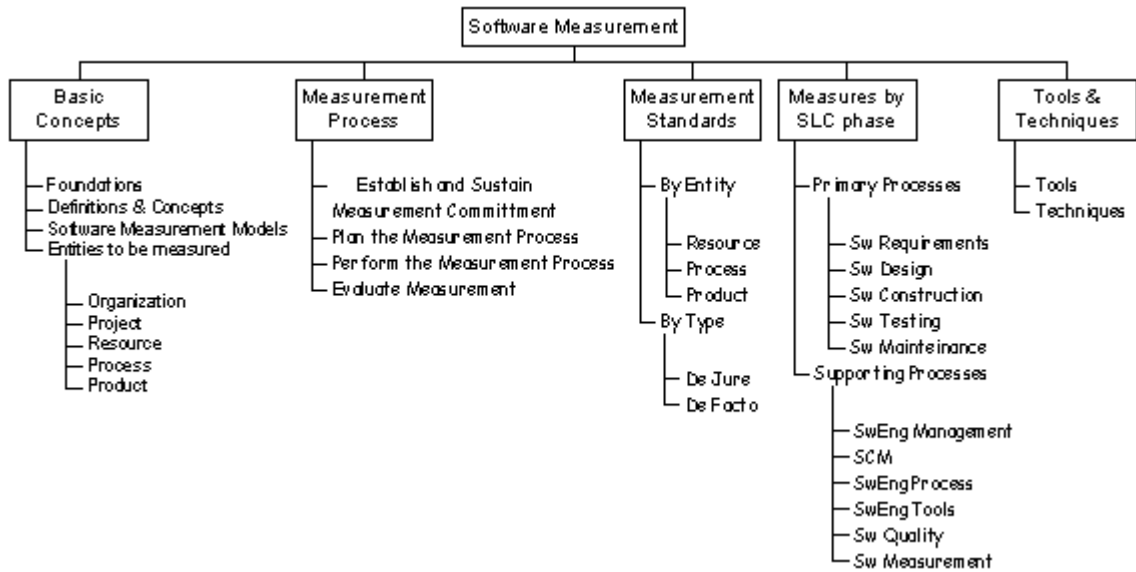 Software Measurement
Basic
Concepts
Foundations
Definitions & Concepts
Software Measurement Models
Entities to be measured
Organization
Project
Resource
Process
Product
Measurement
Process
Establish and Sustain
Measurement Committment
Plan the Measurement Process
Perform the Measurement Process
Evaluate Measurement
Measurement
Standards
By Entity
Resource
Process
Product
By Type
De Jure
De Facto
Measures by
SLC phase
Primary Processes
Sw Requirements
Sw Design
Sw Construction
Sw Testing
Sw Mainteinance
Supporting Processes
SwEng Management
SCM
SwEng Process
SwEng Tools
Sw Quality
Sw Measurement
Tools &
Techniques
Tools
Techniques